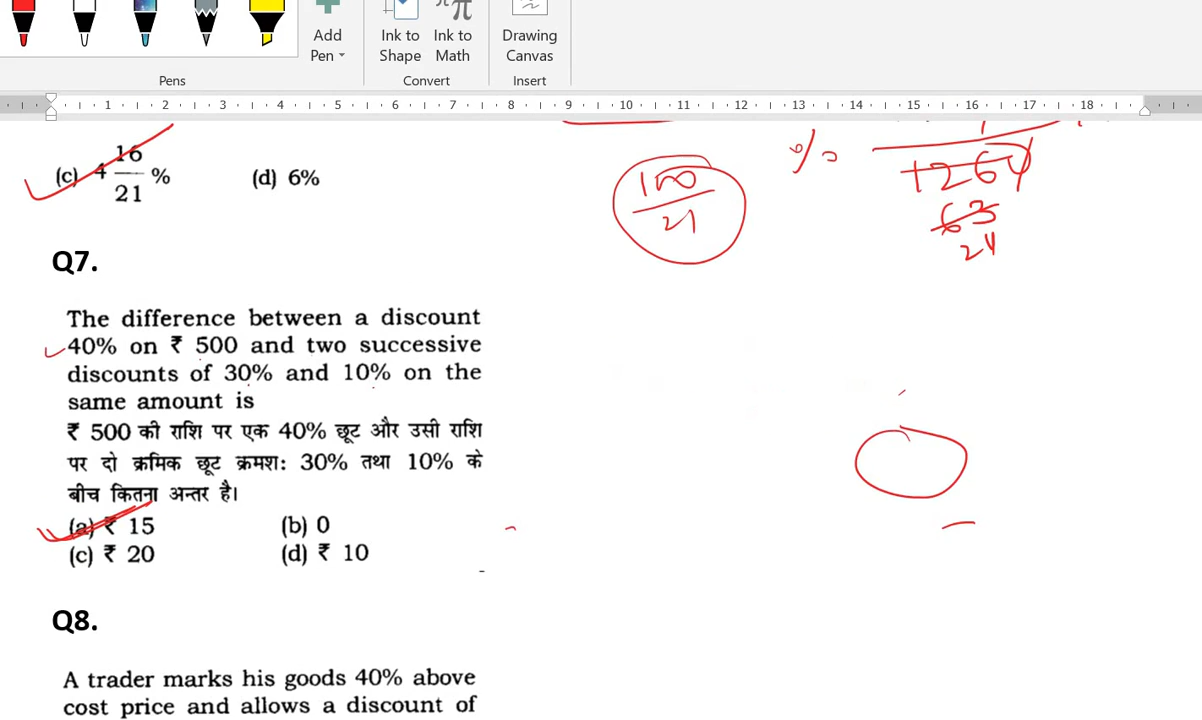 Add
Pen
Ink to
Shape
Ink to
Math
Drawing
Canvas
Pens
Convert
Insert
1 2 3 4 5 6 7 8 9 10 11 12 13 14 15 16 17 18
(c) 4 16/21 %
(d) 6%
100/21
%
+264
63
24
Q7.
The difference between a discount
40% on ₹ 500 and two successive
discounts of 30% and 10% on the
same amount is
₹ 500 की राशि पर एक 40% छूट और उसी राशि
पर दो क्रमिक छूट क्रमश: 30% तथा 10% के
बीच कितना अन्तर है।
(a) ₹ 15
(b) 0
(c) ₹ 20
(d) ₹ 10
Q8.
A trader marks his goods 40% above
cost price and allows a discount of